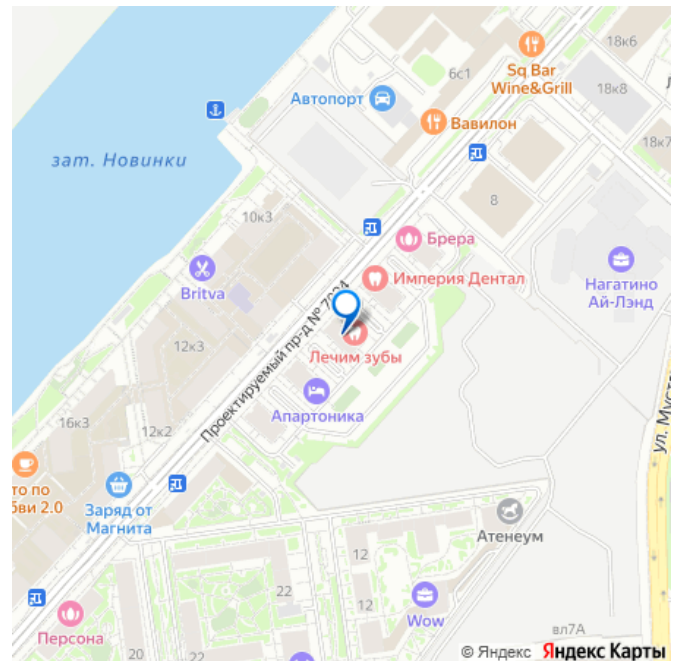 18к6
6с1
Sq Bar
Wine&Grill
18к8
Автопорт
Вавилон
зат. Новинки
18к7
8
10к3
Брера
Britva
Империя Дентал
Нагатино
Ай-Лэнд
Проектируемый пр-д №
Лечим зубы
12к3
Апартоника
16к3
12к2
ул.
то по
бви 2.0
Заряд от
Магнита
Атенеум
12
22
12
Wow
Персона
20
22
вл7А
© Яндекс Яндекс Карты